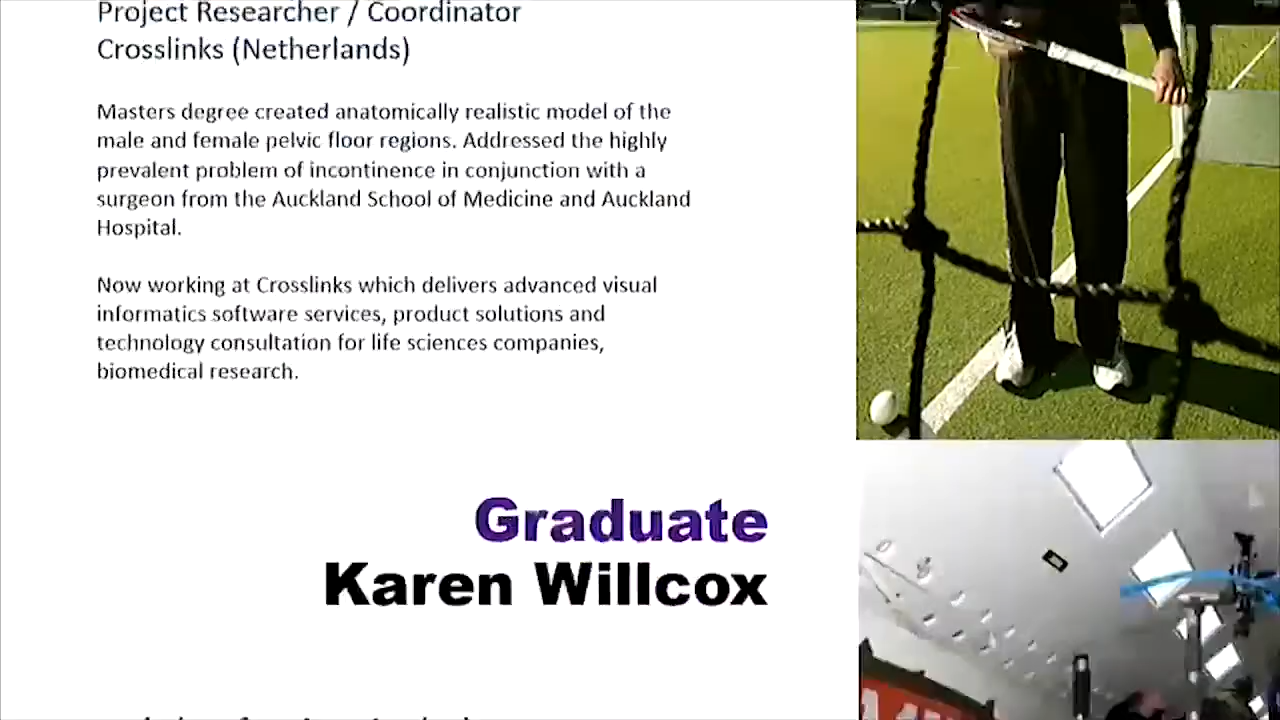 Project Researcher / Coordinator
Crosslinks (Netherlands)
Masters degree created anatomically realistic model of the
male and female pelvic floor regions. Addressed the highly
prevalent problem of incontinence in conjunction with a
surgeon from the Auckland School of Medicine and Auckland
Hospital.
Now working at Crosslinks which delivers advanced visual
informatics software services, product solutions and
technology consultation for life sciences companies,
biomedical research.
Graduate
Karen Willcox